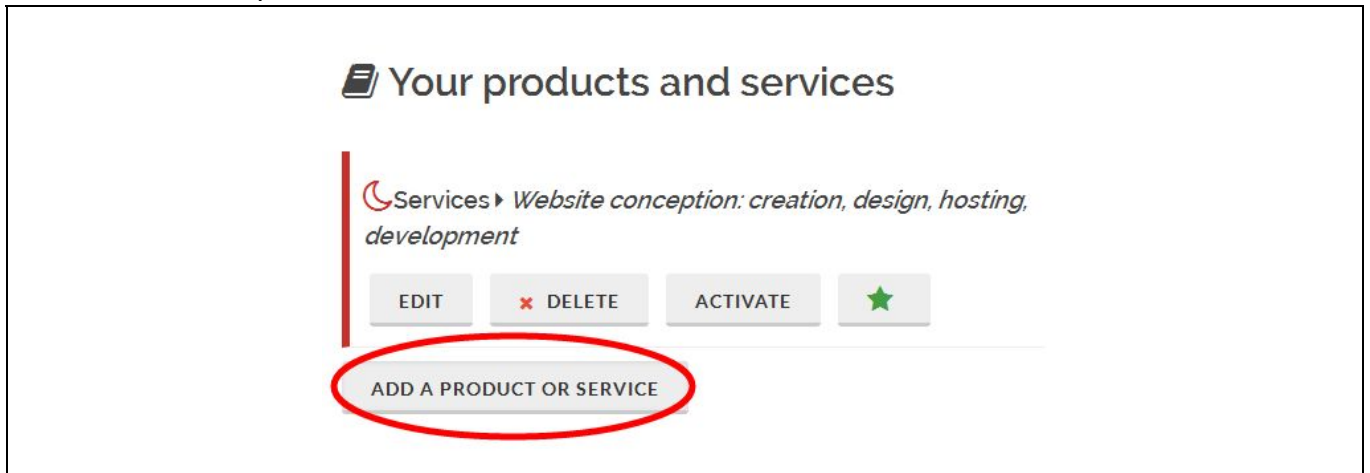 Your products and services
Services Website conception: creation, design, hosting,
development
EDIT DELETE ACTIVATE
ADD A PRODUCT OR SERVICE